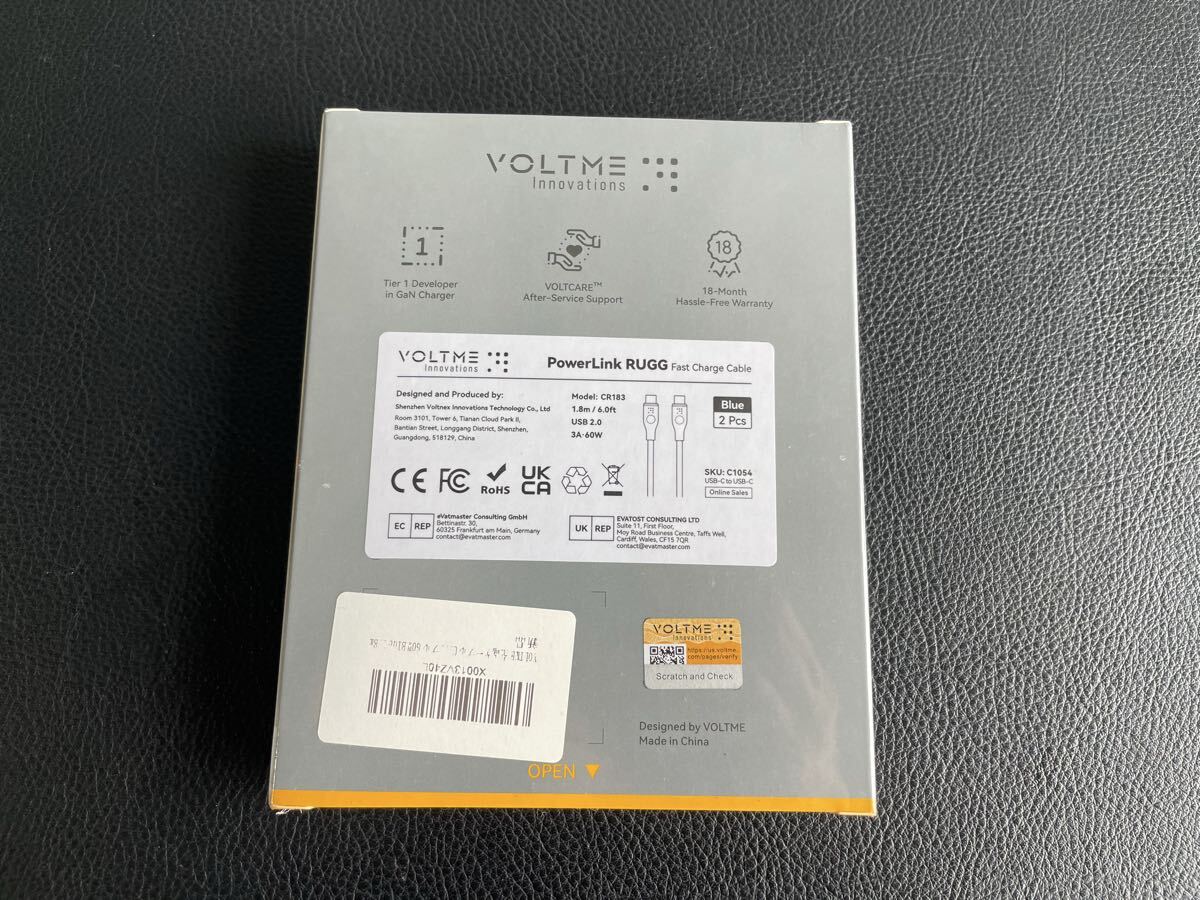 VOLTME
Innovations
1
Tier 1 Developer
in GaN Charger
VOLTCARE™
After-Service Support
18
18-Month
Hassle-Free Warranty
VOLTME
Innovations
PowerLink RUGG Fast Charge Cable
Designed and Produced by:
Shenzhen Voltnex Innovations Technology Co., Ltd
Room 3101, Tower 6, Tianan Cloud Park II,
Bantian Street, Longgang District, Shenzhen,
Guangdong, 518129, China
Model: CR183
1.8m / 6.0ft
USB 2.0
3A-60W
Blue
2 Pcs
SKU: C1054
USB-C to USB-C
Online Sales
CE FC RoHS UK CA
EC REP
eVatmaster Consulting GmbH
Bettinastr. 30,
60325 Frankfurt am Main, Germany
contact@evatmaster.com
UK REP
EVATOST CONSULTING LTD
Suite 11, First Floor,
Moy Road Business Centre, Taffs Well,
Cardiff, Wales, CF15 7QR
contact@evatmaster.com
X0013VZ40L
新品
VOLTME
Innovations
https://us.voltme.
com/pages/verify
Scratch and Check
Designed by VOLTME
Made in China
OPEN ▼